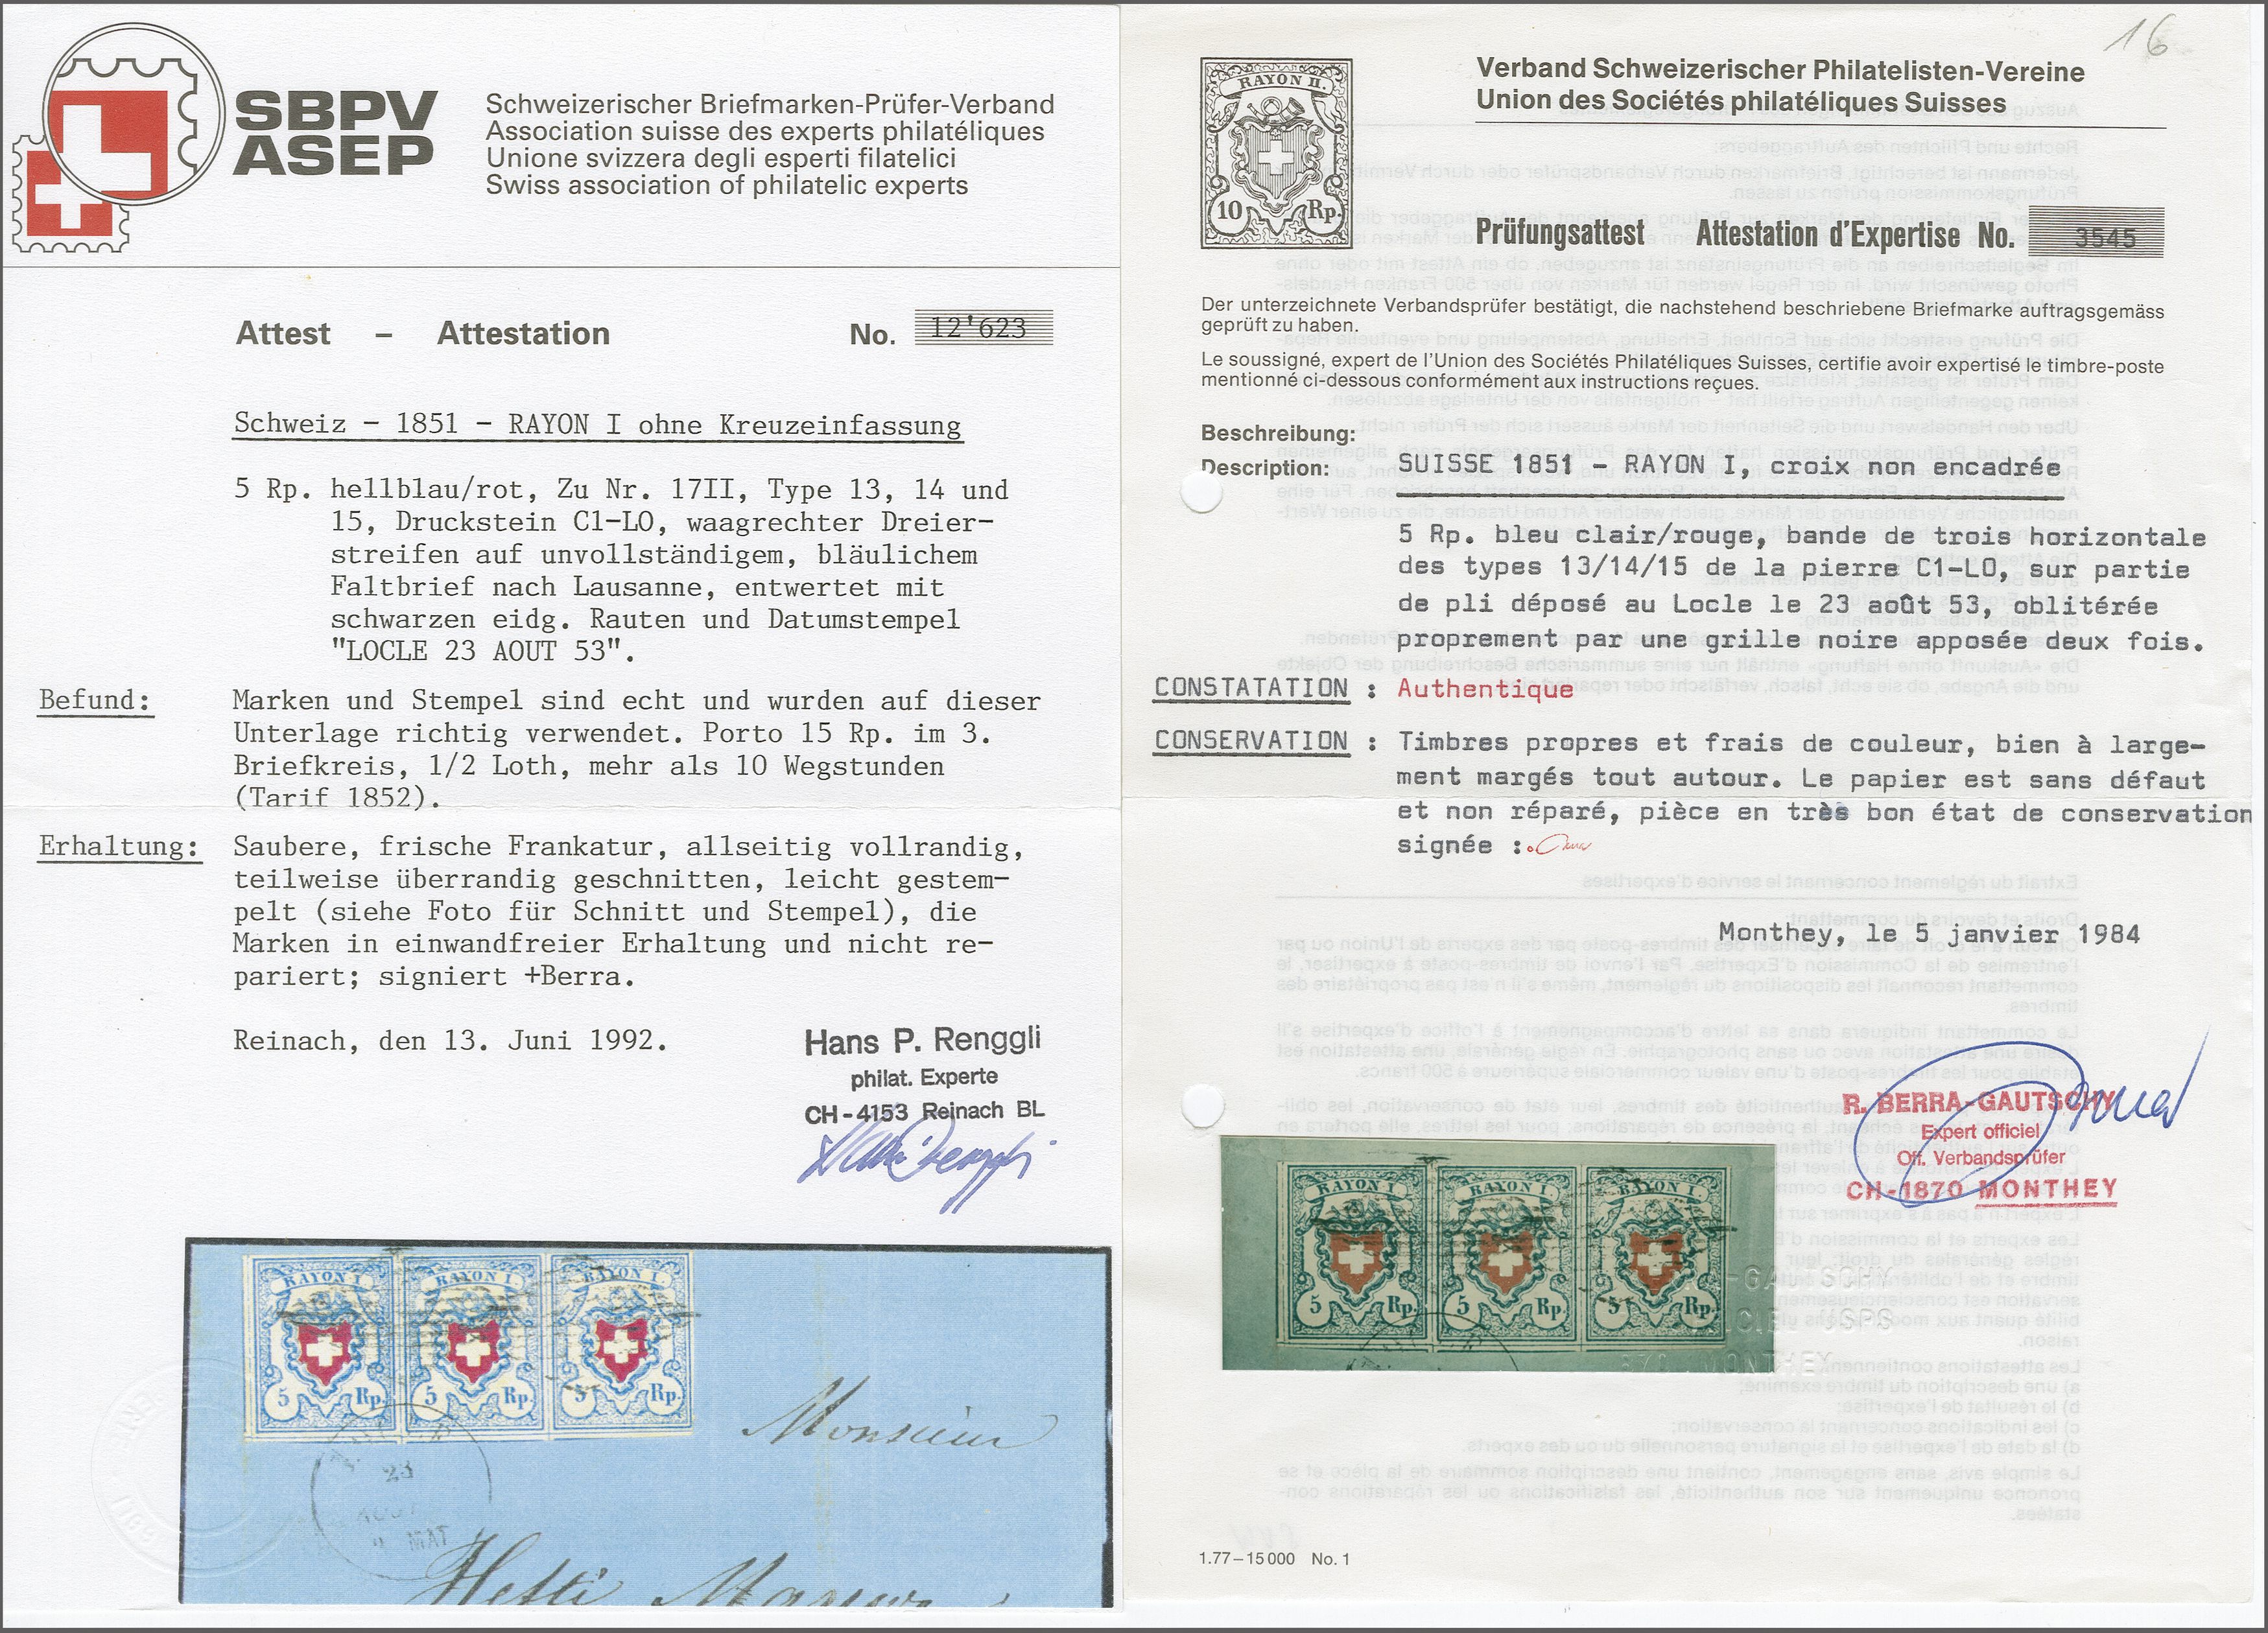 SBPV
ASEP
Schweizerischer Briefmarken-Prüfer-Verband
Association suisse des experts philatéliques
Unione svizzera degli esperti filatelici
Swiss association of philatelic experts
Attest – Attestation No. 12'623
Schweiz - 1851 - RAYON I ohne Kreuzeinfassung
5 Rp. hellblau/rot, Zu Nr. 17II, Type 13, 14 und
15, Druckstein C1-LO, waagrechter Dreier-
streifen auf unvollständigem, bläulichem
Faltbrief nach Lausanne, entwertet mit
schwarzen eidg. Rauten und Datumstempel
"LOCLE 23 AOUT 53".
Befund: Marken und Stempel sind echt und wurden auf dieser
Unterlage richtig verwendet. Porto 15 Rp. im 3.
Briefkreis, 1/2 Loth, mehr als 10 Wegstunden
(Tarif 1852).
Erhaltung: Saubere, frische Frankatur, allseitig vollrandig,
teilweise überrandig geschnitten, leicht gestem-
pelt (siehe Foto für Schnitt und Stempel), die
Marken in einwandfreier Erhaltung und nicht re-
pariert; signiert +Berra.
Reinach, den 13. Juni 1992.
Hans P. Renggli
philat. Experte
CH-4153 Reinach BL
RAYON I RAYON I RAYON I
5 Rp. 5 Rp. 5 Rp.
23
Monsieur
16
RAYON II.
10 Rp.
Verband Schweizerischer Philatelisten-Vereine
Union des Sociétés philatéliques Suisses
Prüfungsattest Attestation d'Expertise No. 3545
Der unterzeichnete Verbandsprüfer bestätigt, die nachstehend beschriebene Briefmarke auftragsgemäss
geprüft zu haben.
Le soussigné, expert de l'Union des Sociétés Philatéliques Suisses, certifie avoir expertisé le timbre-poste
mentionné ci-dessous conformément aux instructions reçues.
Beschreibung:
Description: SUISSE 1851 - RAYON I, croix non encadrée
5 Rp. bleu clair/rouge, bande de trois horizontale
des types 13/14/15 de la pierre C1-LO, sur partie
de pli déposé au Locle le 23 août 53, oblitérée
proprement par une grille noire apposée deux fois.
CONSTATATION : Authentique
CONSERVATION : Timbres propres et frais de couleur, bien à large-
ment margés tout autour. Le papier est sans défaut
et non réparé, pièce en très bon état de conservation
signée :
Monthey, le 5 janvier 1984
R. BERRA-GAUTSCHY
Expert officiel
Off. Verbandsprüfer
CH-1870 MONTHEY
RAYON I. RAYON I. RAYON I.
5 Rp. 5 Rp. 5 Rp.
1.77–15000 No. 1